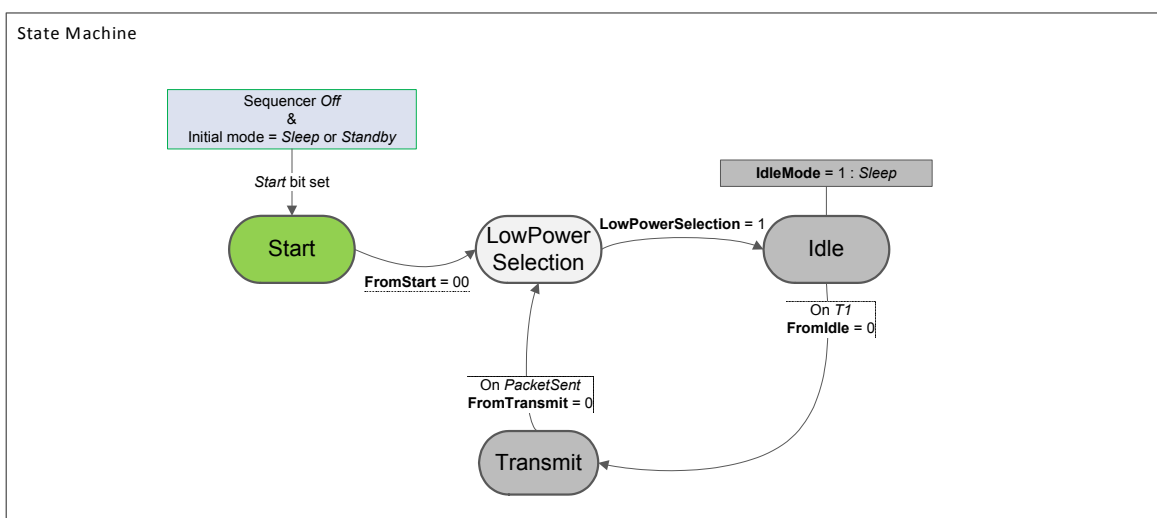 State Machine
Sequencer Off
&
Initial mode = Sleep or Standby
Start bit set
IdleMode = 1 : Sleep
Start
FromStart = 00
LowPower
Selection
LowPowerSelection = 1
Idle
On T1
FromIdle = 0
On PacketSent
FromTransmit = 0
Transmit